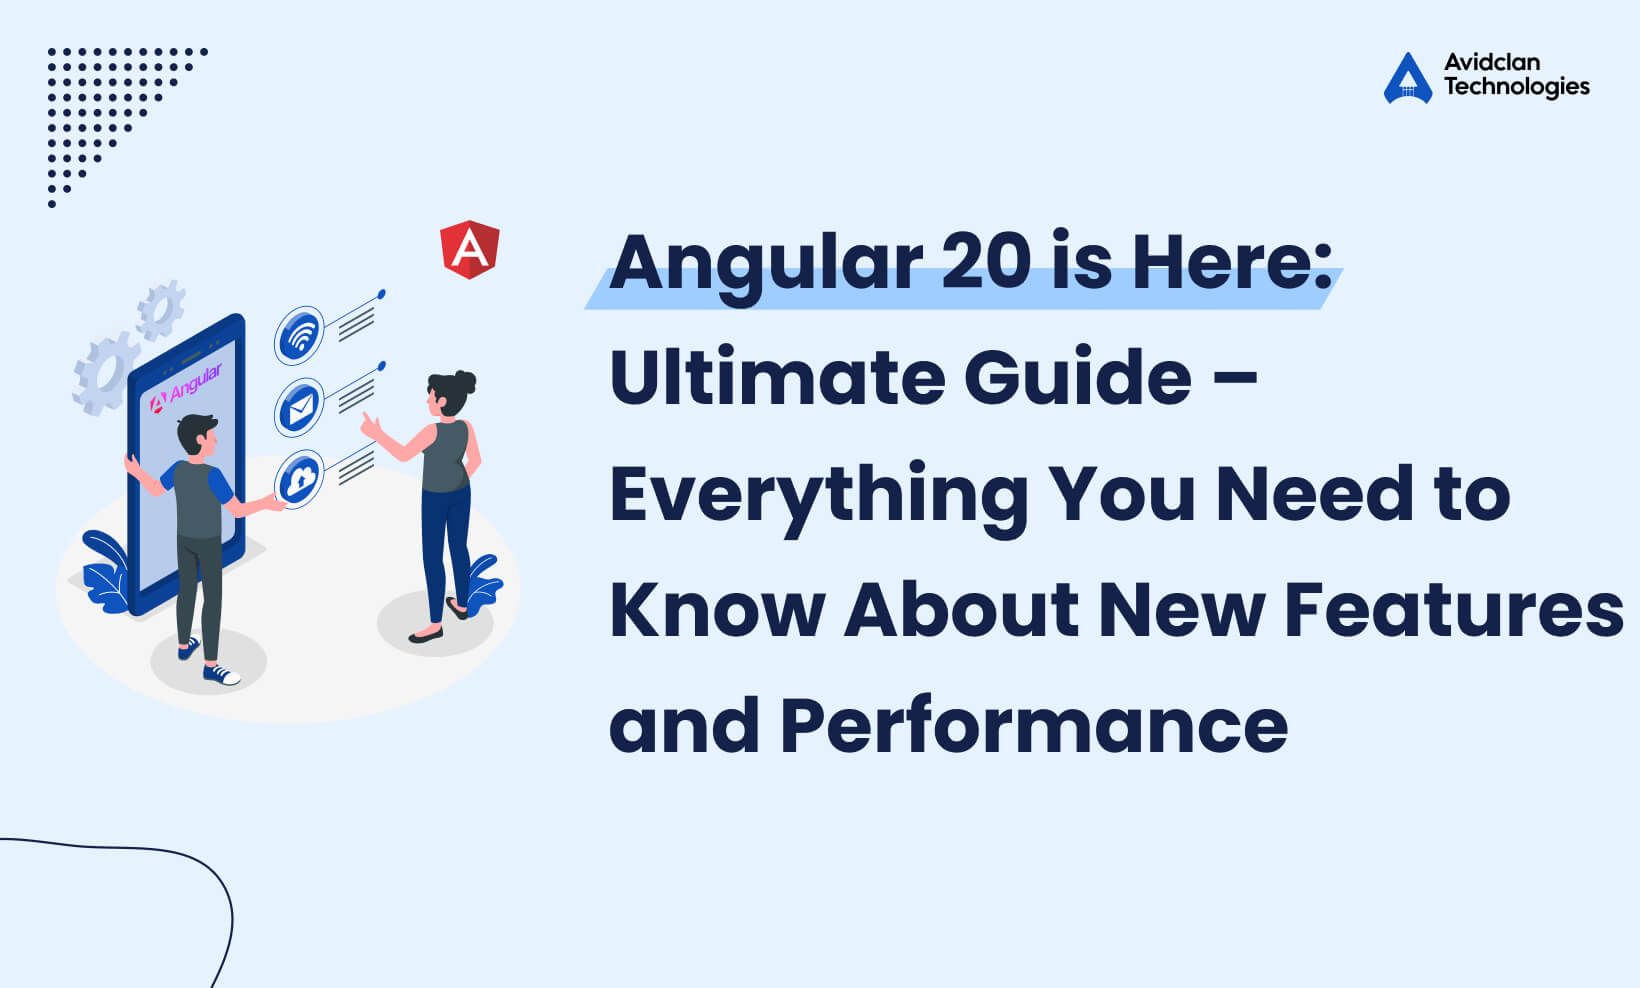 Avidclan
Technologies
Angular 20 is Here:
Ultimate Guide –
Everything You Need to
Know About New Features
and Performance
Angular